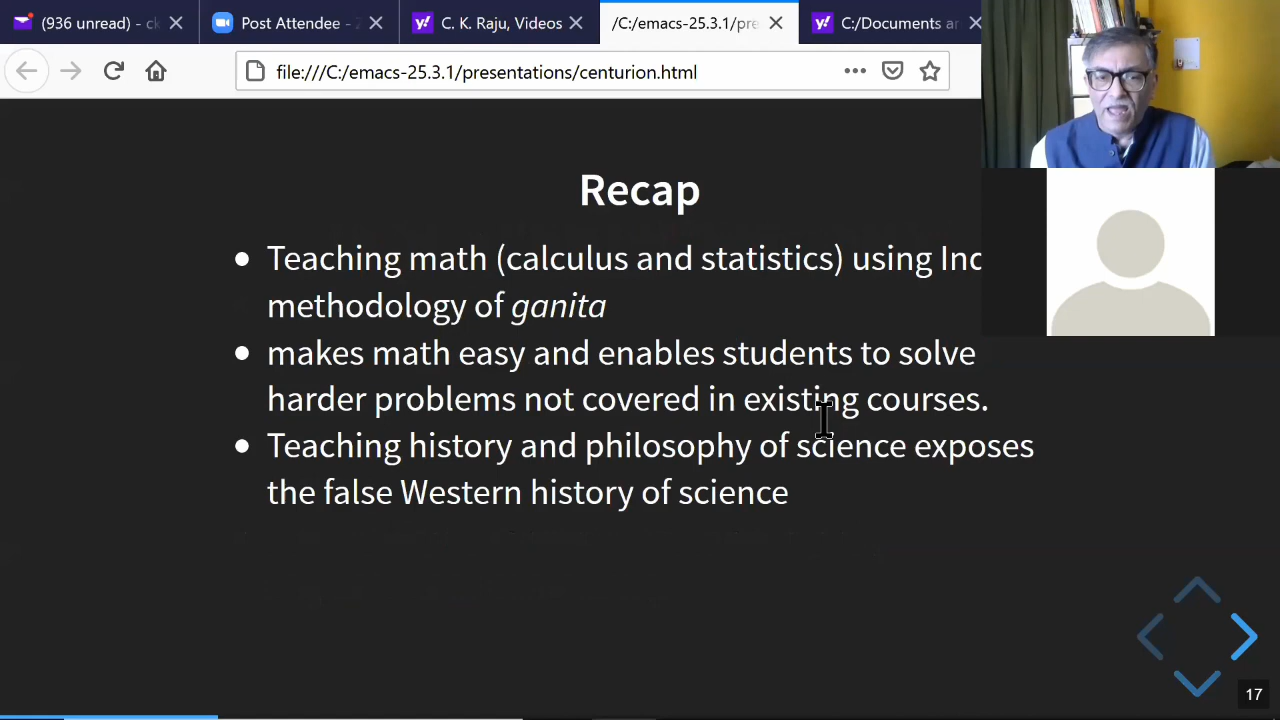 (936 unread) - ck
Post Attendee - Z
C. K. Raju, Videos
/C:/emacs-25.3.1/pre
C:/Documents ar
file:///C:/emacs-25.3.1/presentations/centurion.html
Recap
Teaching math (calculus and statistics) using Ind
methodology of ganita
makes math easy and enables students to solve
harder problems not covered in existing courses.
Teaching history and philosophy of science exposes
the false Western history of science
17